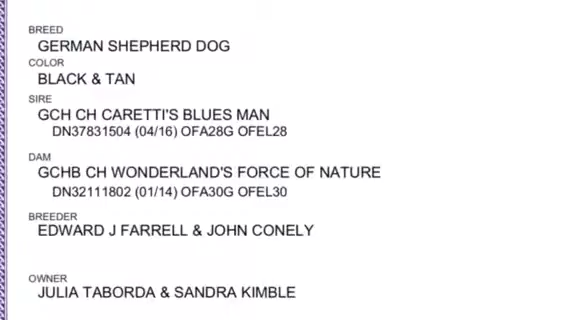 BREED
GERMAN SHEPHERD DOG
COLOR
BLACK & TAN
SIRE
GCH CH CARETTI'S BLUES MAN
DN37831504 (04/16) OFA28G OFEL28
DAM
GCHB CH WONDERLAND'S FORCE OF NATURE
DN32111802 (01/14) OFA30G OFEL30
BREEDER
EDWARD J FARRELL & JOHN CONELY
OWNER
JULIA TABORDA & SANDRA KIMBLE